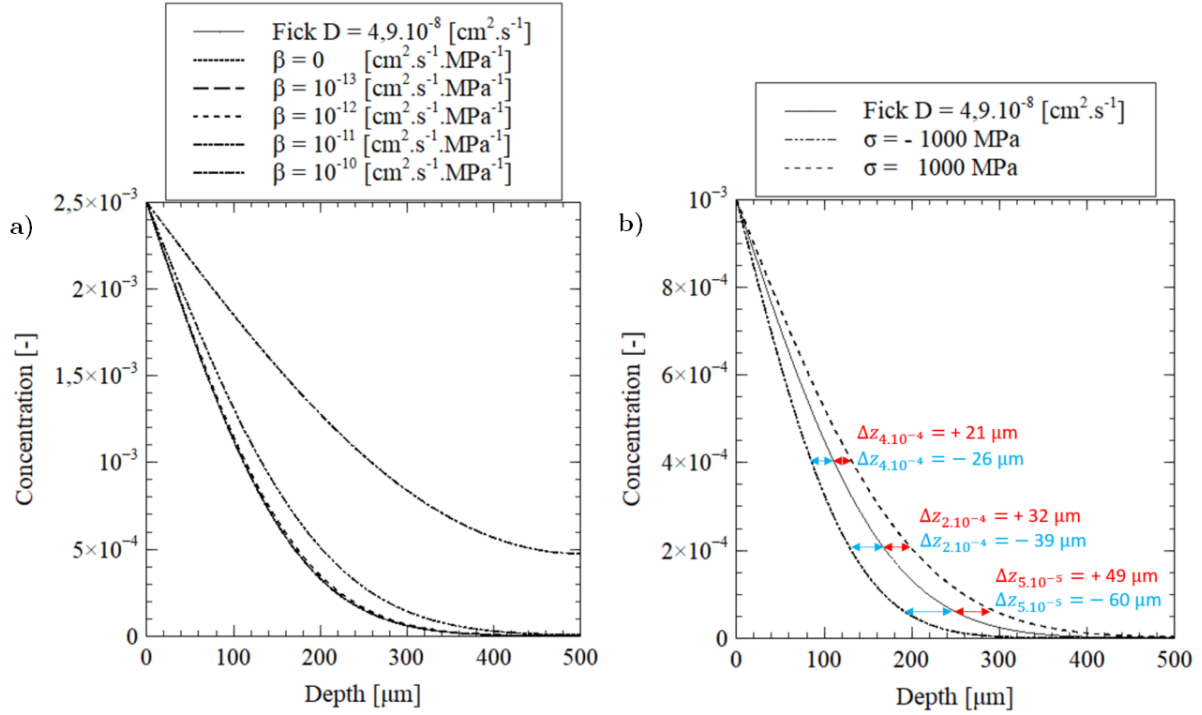 Fick D = 4,9.10⁻⁸ [cm².s⁻¹]
β = 0 [cm².s⁻¹.MPa⁻¹]
β = 10⁻¹³ [cm².s⁻¹.MPa⁻¹]
β = 10⁻¹² [cm².s⁻¹.MPa⁻¹]
β = 10⁻¹¹ [cm².s⁻¹.MPa⁻¹]
β = 10⁻¹⁰ [cm².s⁻¹.MPa⁻¹]
a)
2,5×10⁻³
2×10⁻³
1,5×10⁻³
10⁻³
5×10⁻⁴
0
Concentration [-]
0 100 200 300 400 500
Depth [µm]
Fick D = 4,9.10⁻⁸ [cm².s⁻¹]
σ = - 1000 MPa
σ = 1000 MPa
b)
10⁻³
8×10⁻⁴
6×10⁻⁴
4×10⁻⁴
2×10⁻⁴
0
Concentration [-]
Δz₄.₁₀₋₄ = + 21 µm
Δz₄.₁₀₋₄ = − 26 µm
Δz₂.₁₀₋₄ = + 32 µm
Δz₂.₁₀₋₄ = − 39 µm
Δz₅.₁₀₋₅ = + 49 µm
Δz₅.₁₀₋₅ = − 60 µm
0 100 200 300 400 500
Depth [µm]